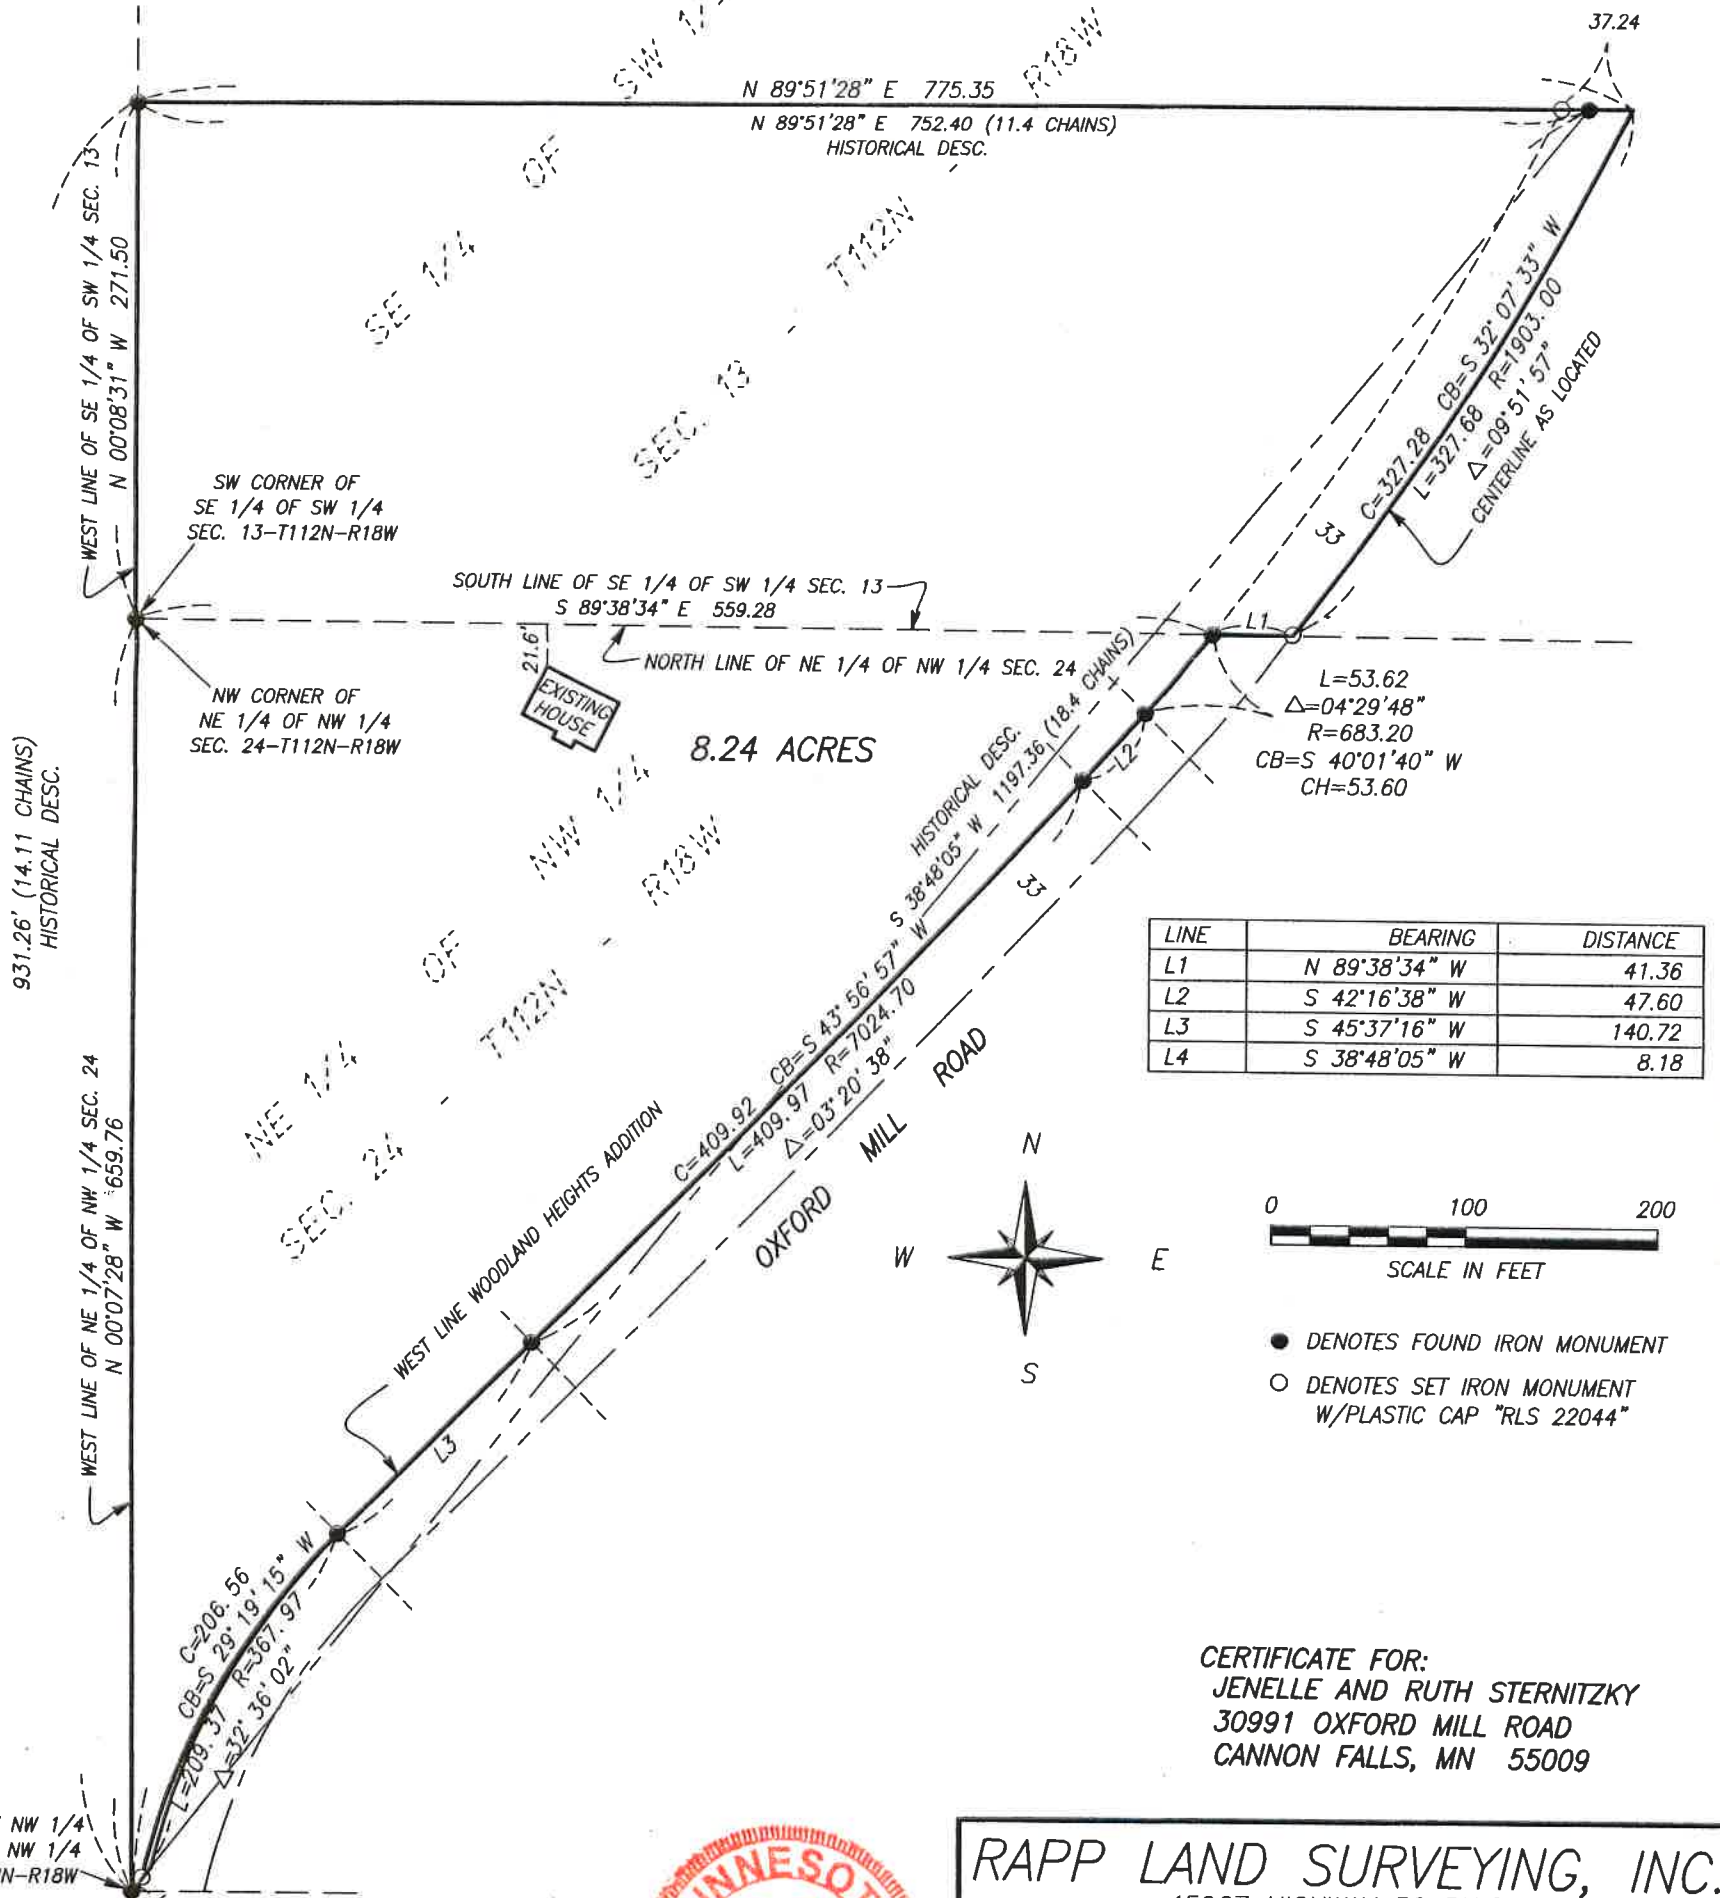 37.24
SW 1/
R18W
N 89°51'28" E 775.35
N 89°51'28" E 752.40 (11.4 CHAINS)
HISTORICAL DESC.
SE 1/4 OF
SEC. 13 - T112N -
WEST LINE OF SE 1/4 OF SW 1/4 SEC. 13
N 00°08'31" W 271.50
C=327.28 CB=S 32°07'33" W
L=327.68 R=1903.00
Δ=09°51'57"
CENTERLINE AS LOCATED
33
SW CORNER OF
SE 1/4 OF SW 1/4
SEC. 13-T112N-R18W
SOUTH LINE OF SE 1/4 OF SW 1/4 SEC. 13
S 89°38'34" E 559.28
L1
21.6'
NORTH LINE OF NE 1/4 OF NW 1/4 SEC. 24
EXISTING
HOUSE
NW CORNER OF
NE 1/4 OF NW 1/4
SEC. 24-T112N-R18W
8.24 ACRES
L=53.62
Δ=04°29'48"
R=683.20
CB=S 40°01'40" W
CH=53.60
L2
HISTORICAL DESC.
S 38°48'05" W 1197.36 (18.4 CHAINS)
33
931.26' (14.11 CHAINS)
HISTORICAL DESC.
NE 1/4 OF NW 1/4
SEC. 24 - T112N - R18W
LINE BEARING DISTANCE
L1 N 89°38'34" W 41.36
L2 S 42°16'38" W 47.60
L3 S 45°37'16" W 140.72
L4 S 38°48'05" W 8.18
C=409.92 CB=S 43°56'57" W
L=409.97 R=7024.70
Δ=03°20'38"
OXFORD MILL ROAD
WEST LINE OF NE 1/4 OF NW 1/4 SEC. 24
N 00°07'28" W 659.76
WEST LINE WOODLAND HEIGHTS ADDITION
N
W
E
S
0 100 200
SCALE IN FEET
DENOTES FOUND IRON MONUMENT
DENOTES SET IRON MONUMENT
W/PLASTIC CAP "RLS 22044"
L3
C=206.56
CB=S 29°19'15" W
L=209.37 R=367.97
Δ=32°36'02"
CERTIFICATE FOR:
JENELLE AND RUTH STERNITZKY
30991 OXFORD MILL ROAD
CANNON FALLS, MN 55009
NW 1/4
NW 1/4
N-R18W
NNESOT
RAPP LAND SURVEYING, INC.